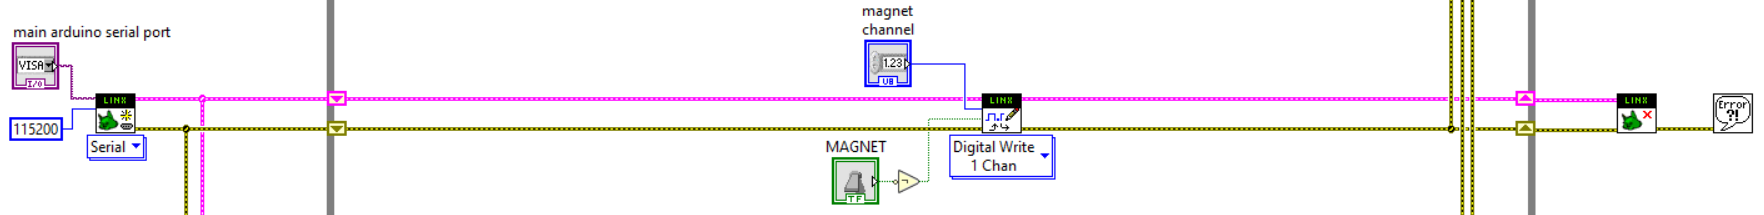 main arduino serial port
VISA
I/O
115200
LINX
Serial
magnet
channel
1.23
U8
MAGNET
TF
LINX
Digital Write
1 Chan
LINX
Error
?!